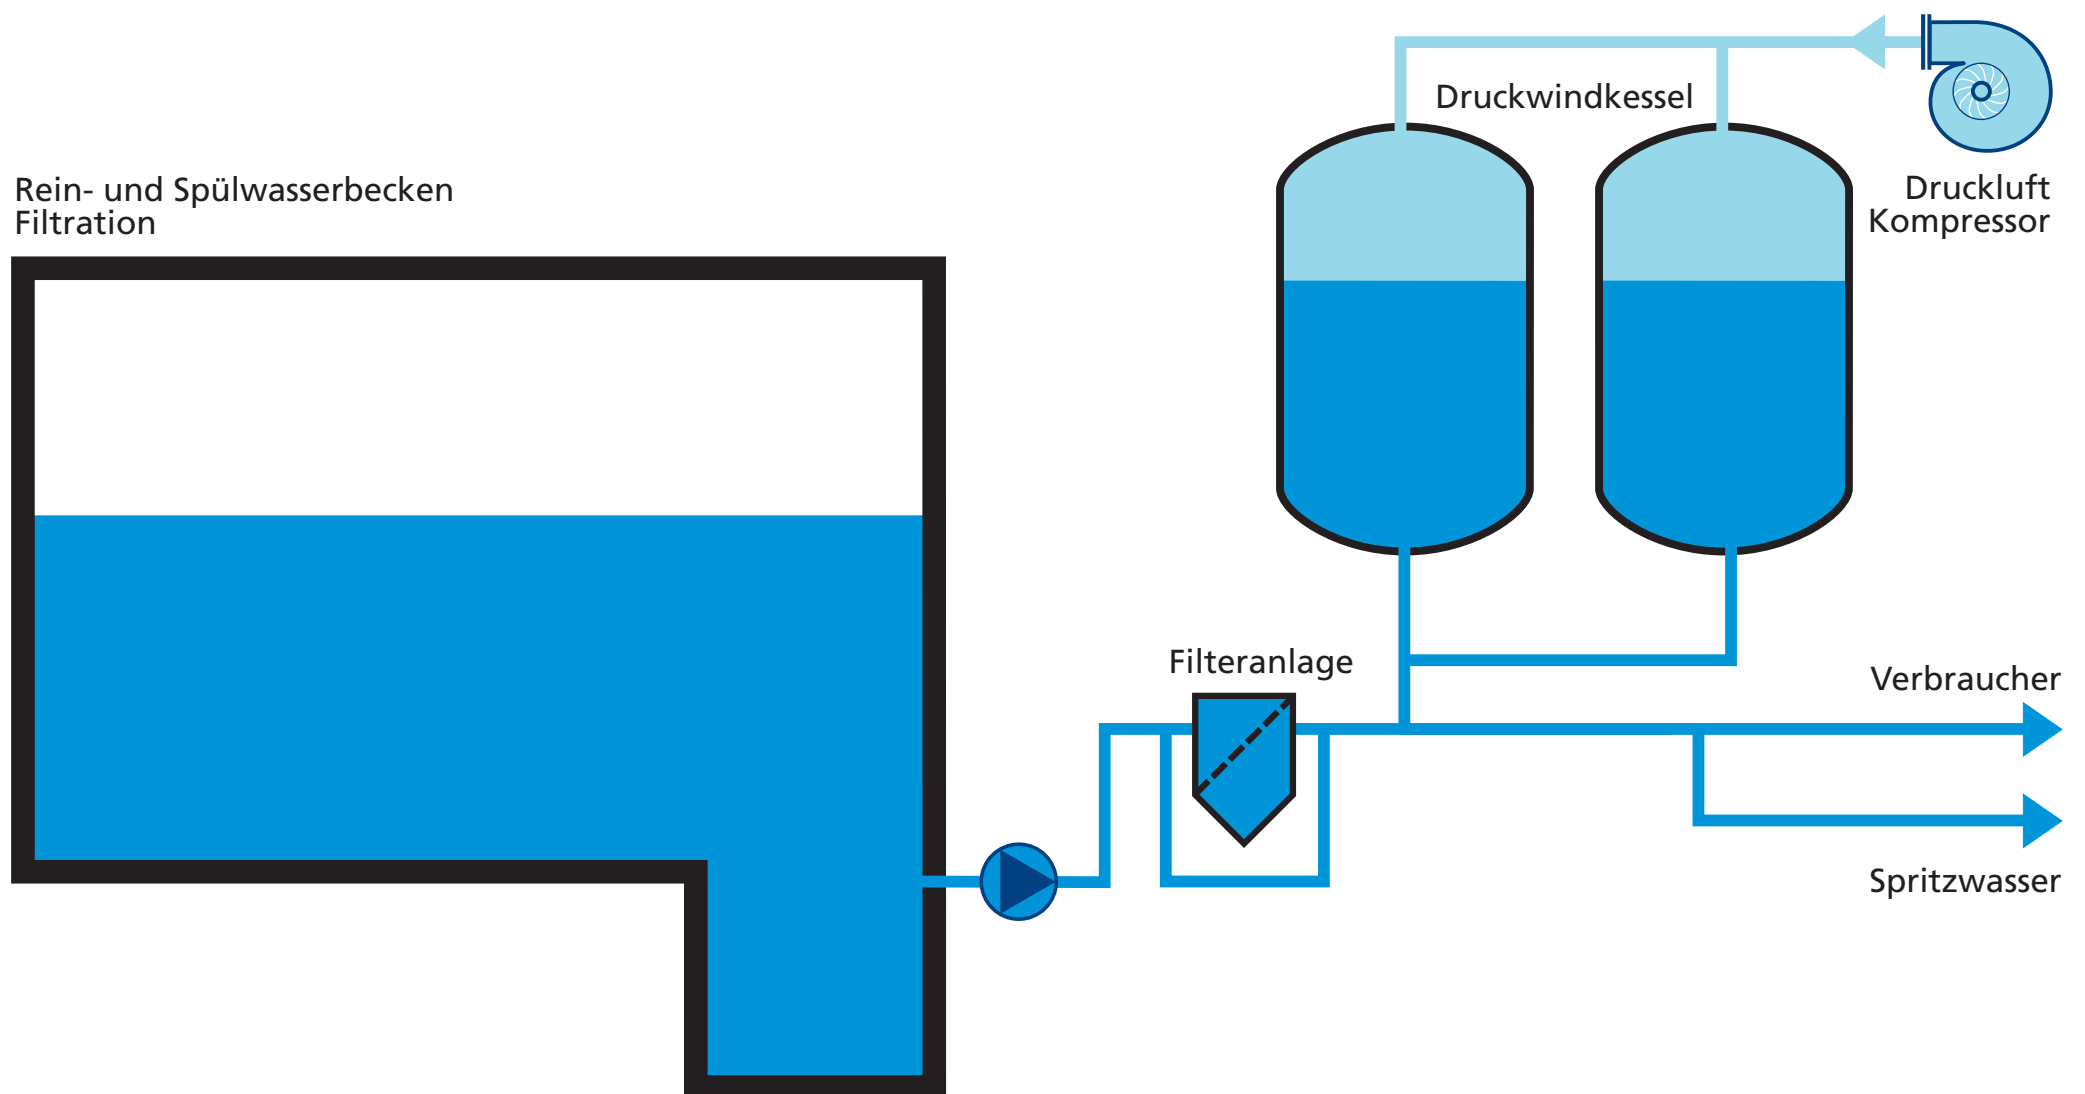 Druckwindkessel
Rein- und Spülwasserbecken
Filtration
Druckluft
Kompressor
Filteranlage
Verbraucher
Spritzwasser